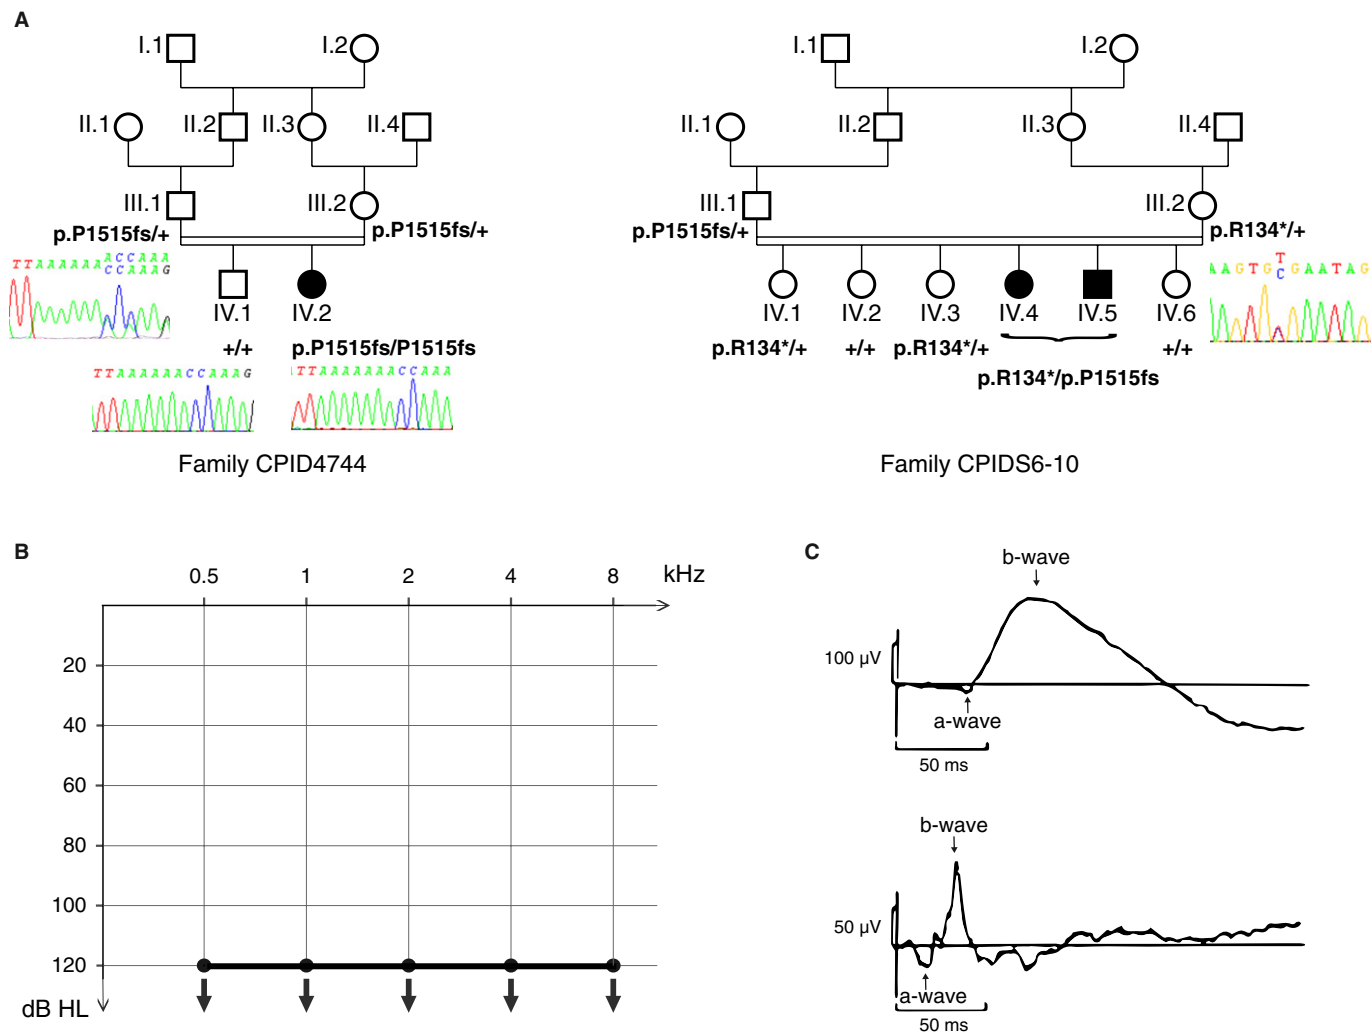 A
I.1 I.2
II.1 II.2 II.3 II.4
III.1 III.2
p.P1515fs/+ p.P1515fs/+
A C C A A A
T T A A A A A A C C A A A G
IV.1 IV.2
+/+ p.P1515fs/P1515fs
T T A A A A A A C C A A A G
T T A A A A A A A C C A A A
Family CPID4744
I.1 I.2
II.1 II.2 II.3 II.4
III.1 III.2
p.P1515fs/+ p.R134*/+
T
A A G T G C G A A T A G
IV.1 IV.2 IV.3 IV.4 IV.5 IV.6
p.R134*/+ +/+ p.R134*/+ +/+
p.R134*/p.P1515fs
Family CPIDS6-10
B
0.5 1 2 4 8 kHz
20
40
60
80
100
120
dB HL
C
b-wave
100 µV
a-wave
50 ms
b-wave
50 µV
a-wave
50 ms